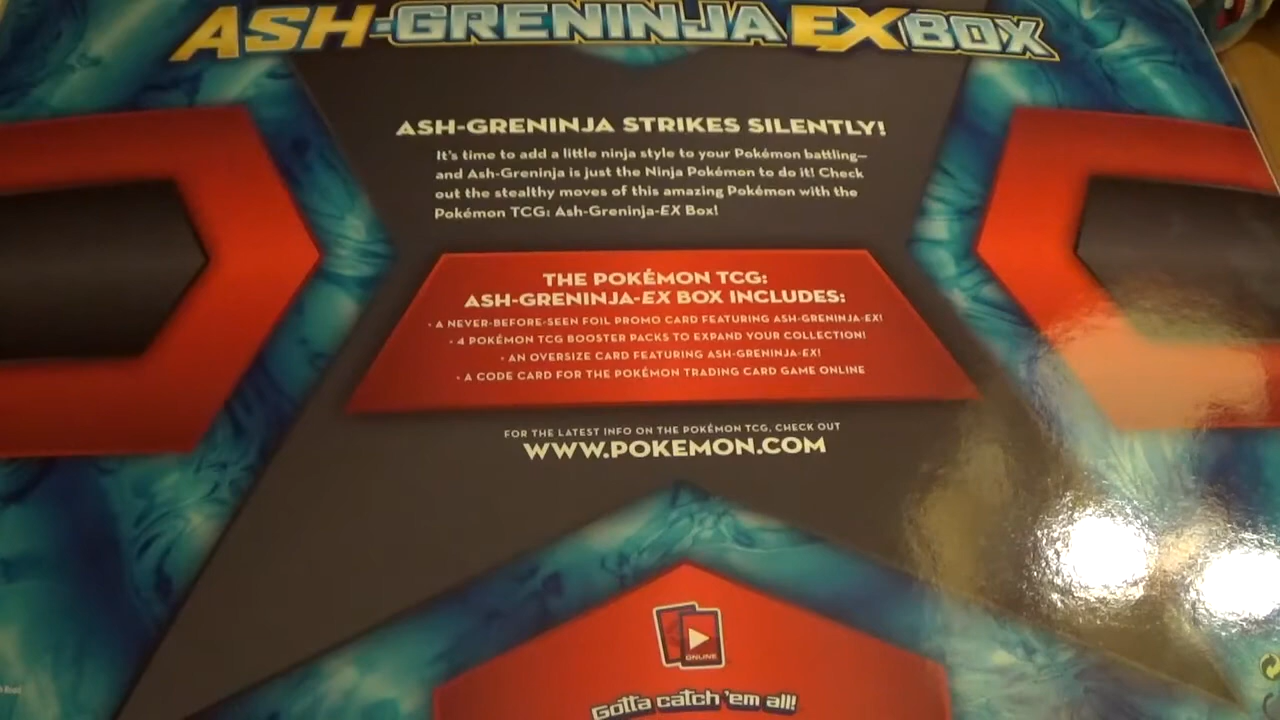 ASH-GRENINJA EX BOX
ASH-GRENINJA STRIKES SILENTLY!
It's time to add a little ninja style to your Pokémon battling—
and Ash-Greninja is just the Ninja Pokémon to do it! Check
out the stealthy moves of this amazing Pokémon with the
Pokémon TCG: Ash-Greninja-EX Box!
THE POKÉMON TCG:
ASH-GRENINJA-EX BOX INCLUDES:
• A NEVER-BEFORE-SEEN FOIL PROMO CARD FEATURING ASH-GRENINJA-EX!
• 4 POKÉMON TCG BOOSTER PACKS TO EXPAND YOUR COLLECTION!
• AN OVERSIZE CARD FEATURING ASH-GRENINJA-EX!
• A CODE CARD FOR THE POKÉMON TRADING CARD GAME ONLINE
FOR THE LATEST INFO ON THE POKÉMON TCG, CHECK OUT
WWW.POKEMON.COM
ONLINE
Gotta catch 'em all!